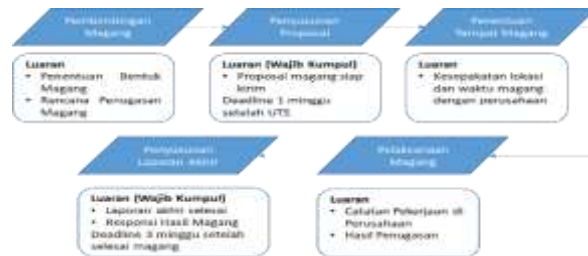 Pembimbingan
Magang
Penyusunan
Proposal
Penentuan
Tempat Magang
Luaran
• Penentuan Bentuk
Magang
• Rencana Penugasan
Magang
Luaran (Wajib Kumpul)
• Proposal magang siap
kirim
Deadline 1 minggu
setelah UTS
Luaran
• Kesepakatan lokasi
dan waktu magang
dengan perusahaan
Penyusunan
Laporan Akhir
Pelaksanaan
Magang
Luaran (Wajib Kumpul)
• Laporan akhir selesai
• Responsi Hasil Magang
Deadline 3 minggu setelah
selesai magang
Luaran
• Catatan Pekerjaan di
Perusahaan
• Hasil Penugasan